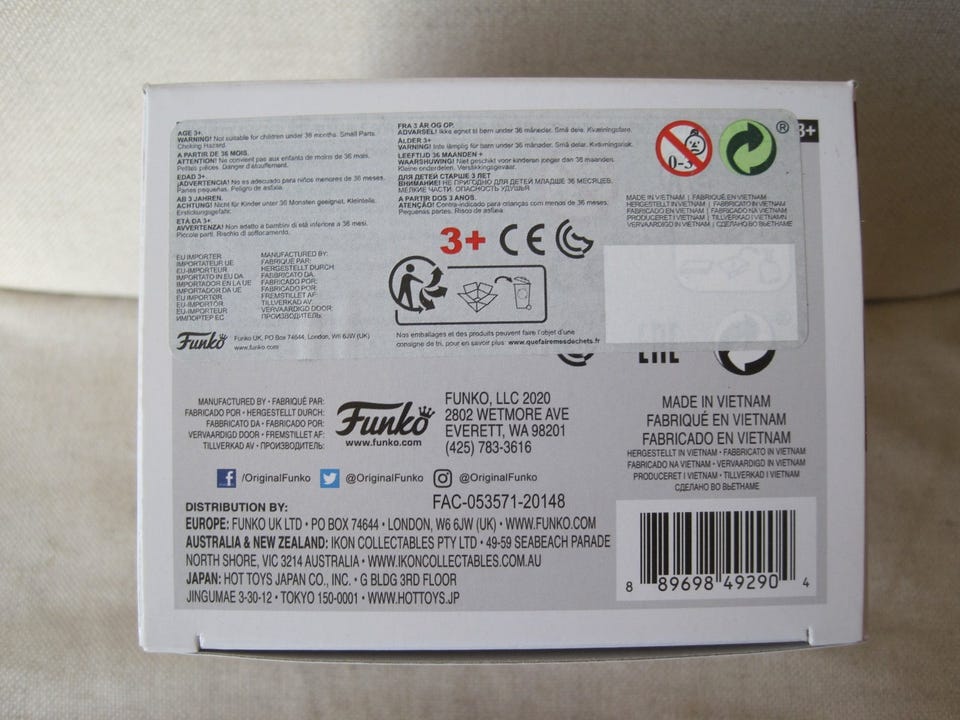 AGE 3+.
WARNING! Not suitable for children under 36 months. Small Parts.
Choking Hazard.
A PARTIR DE 36 MOIS.
ATTENTION! Ne convient pas aux enfants de moins de 36 mois.
Petites pièces. Danger d'étouffement.
EDAD 3+.
¡ADVERTENCIA! No es adecuado para niños menores de 36 meses.
Partes pequeñas. Peligro de asfixia.
AB 3 JAHREN.
ACHTUNG! Nicht für Kinder unter 36 Monaten geeignet. Kleinteile.
Erstickungsgefahr.
ETÀ DA 3+.
AVVERTENZA! Non adatto a bambini di età inferiore a 36 mesi.
Piccole parti. Rischio di soffocamento.
FRA 3 ÅR OG OP.
ADVARSEL! Ikke egnet til børn under 36 måneder. Små dele. Kvælningsfare.
ÅLDER 3+.
VARNING! Inte lämplig för barn under 36 månader. Små delar. Kvävningsrisk.
LEEFTIJD 36 MAANDEN +
WAARSHUWING! Niet geschikt voor kinderen jonger dan 36 maanden.
Kleine onderdelen. Verstikkingsgevaar.
ДЛЯ ДЕТЕЙ СТАРШЕ 3 ЛЕТ
ВНИМАНИЕ! НЕ ПРИГОДНО ДЛЯ ДЕТЕЙ МЛАДШЕ 36 МЕСЯЦЕВ.
МЕЛКИЕ ЧАСТИ. ОПАСНОСТЬ УДУШЬЯ
A PARTIR DOS 3 ANOS.
ATENÇÃO! Contra-indicado para crianças com menos de 36 meses.
Pequenas partes. Risco de asfixia
0-3
®
3+
MADE IN VIETNAM | FABRIQUÉ EN VIETNAM
HERGESTELLT IN VIETNAM | FABBRICATO IN VIETNAM
FABRICADO EN VIETNAM | FABRICADO NA VIETNAM
PRODUCERET I VIETNAM | TILLVERKAD I VIETNAMN
VERVAARDIGD IN VIETNAM | СДЕЛАНО ВО ВЬЕТНАМЕ
3+ CE
EU IMPORTER
IMPORTATEUR UE
EU-IMPORTEUR
IMPORTATO IN EU DA
IMPORTADOR EN LA UE
IMPORTADOR DA UE
EU IMPORTØR
EU-IMPORTÖR
EU-IMPORTEUR
ИМПОРТЕР ЕС
MANUFACTURED BY:
FABRIQUÉ PAR:
HERGESTELLT DURCH:
FABBRICATO DA:
FABRICADO POR:
FABRICADO POR:
FREMSTILLET AF:
TILLVERKAD AV:
VERVAARDIGD DOOR:
ПРОИЗВОДИТЕЛЬ:
Funko
Funko UK, PO Box 74644, London, W6 6JW (UK)
www.funko.com
Nos emballages et des produits peuvent faire l'objet d'une
consigne de tri, pour en savoir plus: www.quefairemesdechets.fr
MANUFACTURED BY • FABRIQUÉ PAR:
FABRICADO POR • HERGESTELLT DURCH:
FABBRICATO DA • FABRICADO POR:
VERVAARDIGD DOOR • FREMSTILLET AF:
TILLVERKAD AV • ПРОИЗВОДИТЕЛЬ:
Funko
www.funko.com
FUNKO, LLC 2020
2802 WETMORE AVE
EVERETT, WA 98201
(425) 783-3616
MADE IN VIETNAM
FABRIQUÉ EN VIETNAM
FABRICADO EN VIETNAM
HERGESTELLT IN VIETNAM • FABBRICATO IN VIETNAM
FABRICADO NA VIETNAM • VERVAARDIGD IN VIETNAM
PRODUCERET I VIETNAM • TILLVERKAD I VIETNAM
СДЕЛАНО ВО ВЬЕТНАМЕ
/OriginalFunko @OriginalFunko @OriginalFunko
FAC-053571-20148
DISTRIBUTION BY:
EUROPE: FUNKO UK LTD • PO BOX 74644 • LONDON, W6 6JW (UK) • WWW.FUNKO.COM
AUSTRALIA & NEW ZEALAND: IKON COLLECTABLES PTY LTD • 49-59 SEABEACH PARADE
NORTH SHORE, VIC 3214 AUSTRALIA • WWW.IKONCOLLECTABLES.COM.AU
JAPAN: HOT TOYS JAPAN CO., INC. • G BLDG 3RD FLOOR
JINGUMAE 3-30-12 • TOKYO 150-0001 • WWW.HOTTOYS.JP
8 89698 49290 4